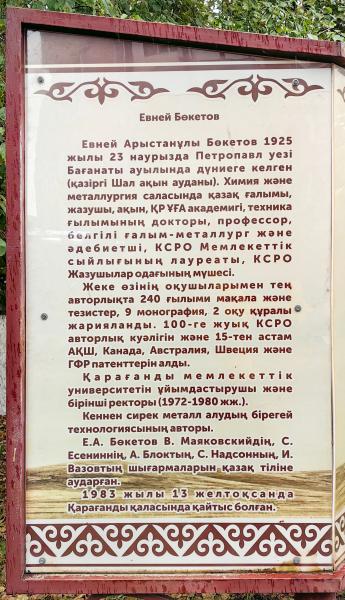 Евней Бөкетов
Евней Арыстанұлы Бөкетов 1925
жылы 23 наурызда Петропавл уезі
Бағанаты ауылында дүниеге келген
(қазіргі Шал ақын ауданы). Химия және
металлургия саласында қазақ ғалымы,
жазушы, ақын, ҚР ҰҒА академигі, техника
ғылымының докторы, профессор,
белгілі ғалым-металлург және
әдебиетші, КСРО Мемлекеттік
сыйлығының лауреаты, КСРО
Жазушылар одағының мүшесі.
Жеке өзінің оқушыларымен тең
авторлықта 240 ғылыми мақала және
тезистер, 9 монография, 2 оқу құралы
жарияланды. 100-ге жуық КСРО
авторлық куәлігін және 15-тен астам
АҚШ, Канада, Австралия, Швеция және
ГФР патенттерін алды.
Қарағанды мемлекеттік
университетін ұйымдастырушы және
бірінші ректоры (1972-1980 жж.).
Кеннен сирек металл алудың бірегей
технологиясының авторы.
Е.А. Бөкетов В. Маяковскийдің, С.
Есениннің, А. Блоктың, С. Надсонның, И.
Вазовтың шығармаларын қазақ тіліне
аударған.
1983 жылы 13 желтоқсанда
Қарағанды қаласында қайтыс болған.